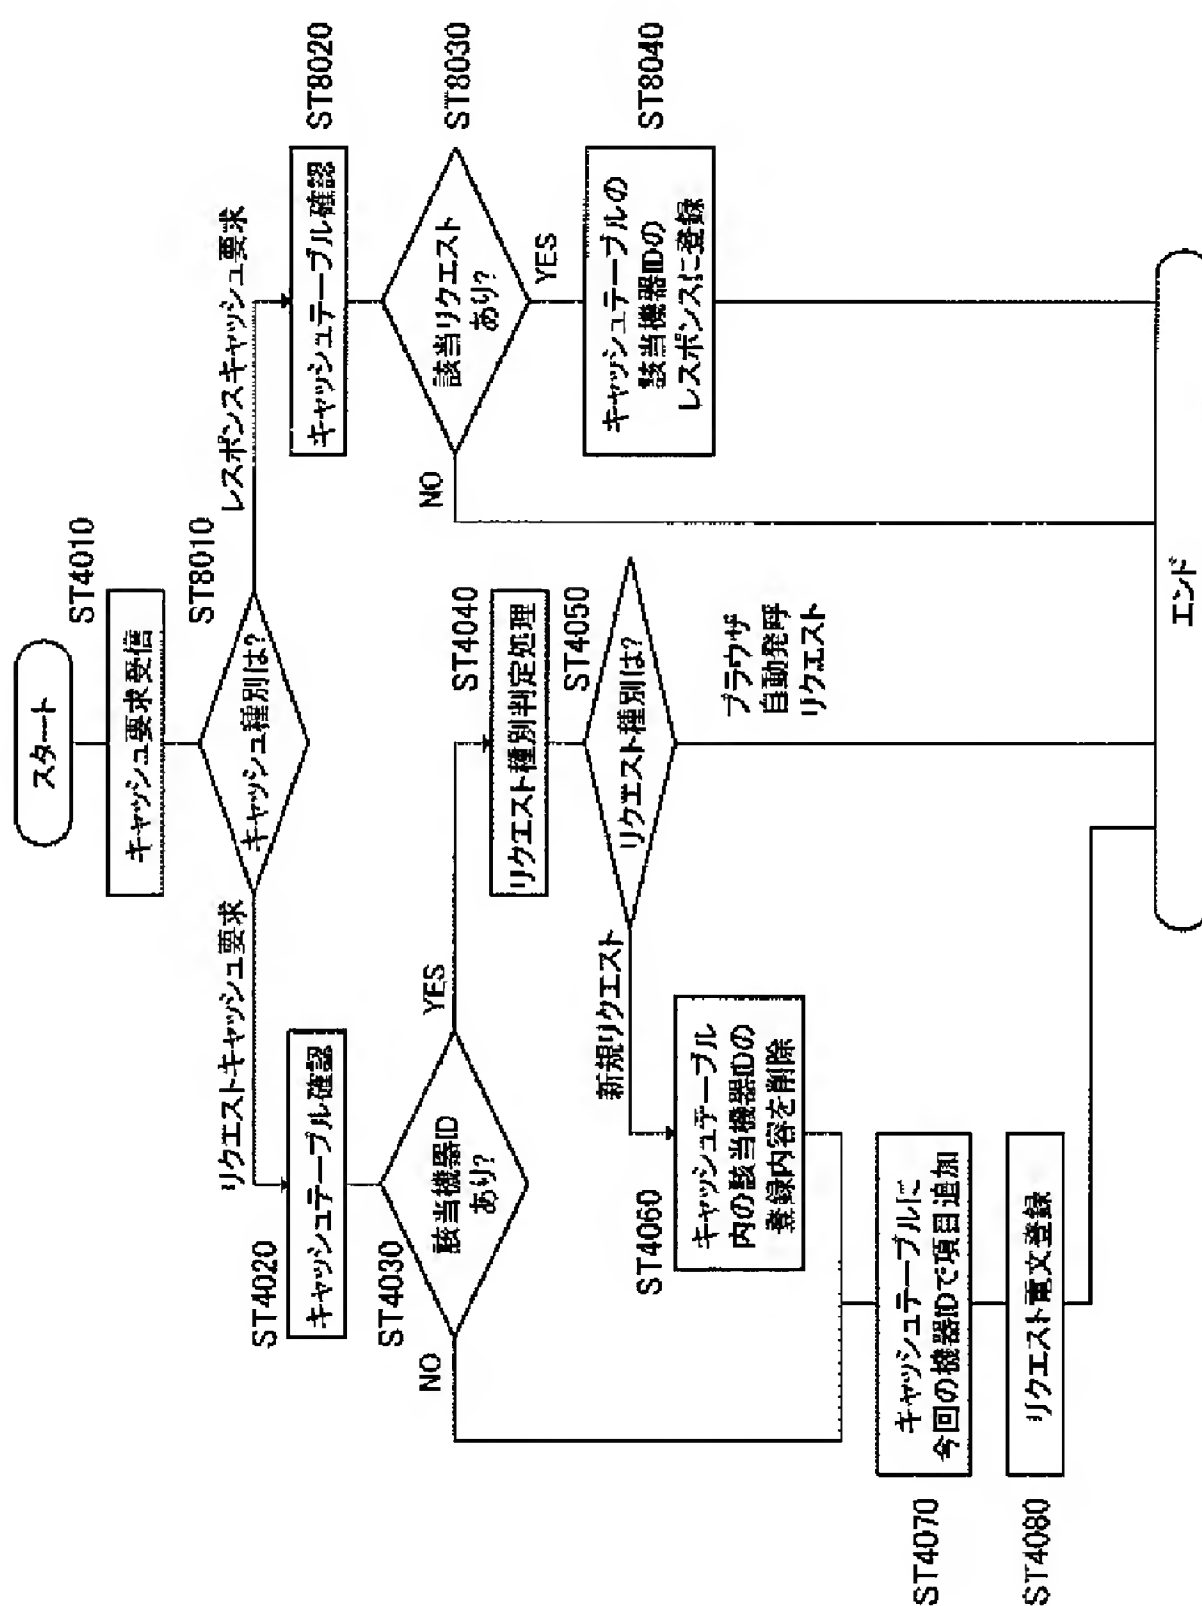 スタート
ST4010
キャッシュ要求受信
ST8010
キャッシュ種別は?
リクエストキャッシュ要求
レスポンスキャッシュ要求
ST4020
キャッシュテーブル確認
ST8020
キャッシュテーブル確認
ST4030
該当機器ID
あり?
NO
YES
ST8030
該当リクエスト
あり?
NO
YES
ST4040
リクエスト種別判定処理
ST4050
リクエスト種別は?
新規リクエスト
ブラウザ
自動発呼
リクエスト
ST8040
キャッシュテーブルの
該当機器IDの
レスポンスに登録
ST4060
キャッシュテーブル
内の該当機器IDの
登録内容を削除
ST4070
キャッシュテーブルに
今回の機器IDで項目追加
ST4080
リクエスト電文登録
エンド